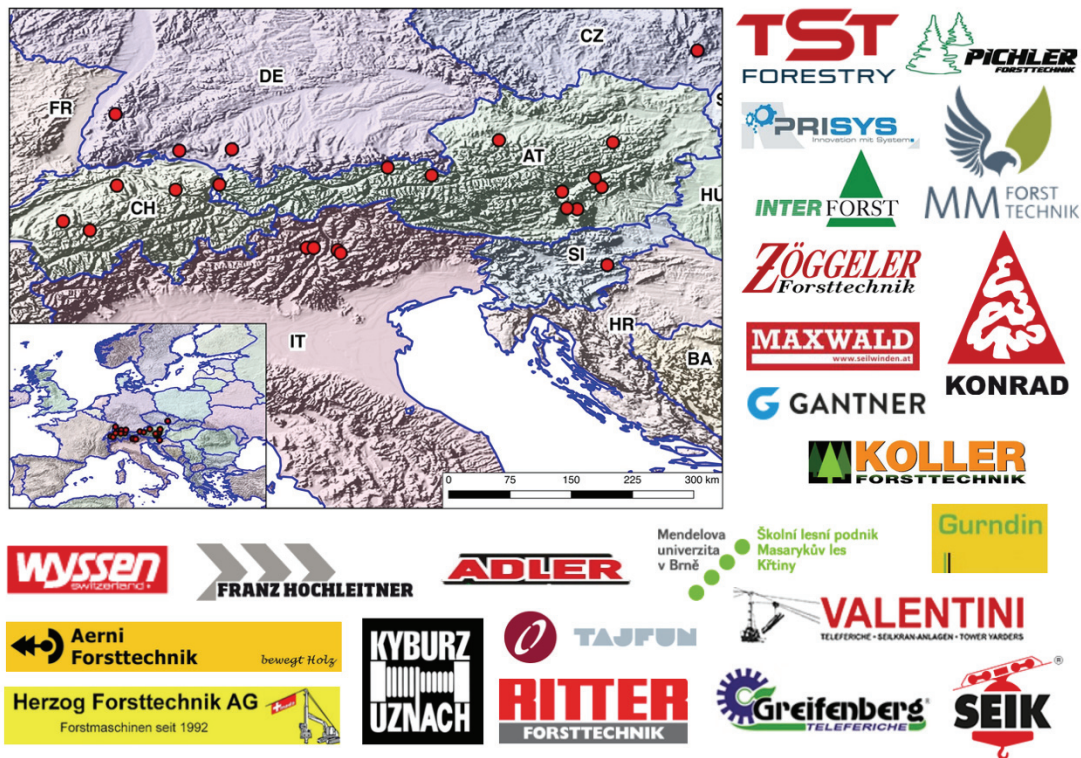 CZ
DE
FR
AT
CH
HU
SI
HR
IT
BA
0 75 150 225 300 km
TST
FORESTRY
PICHLER
FORSTTECHNIK
PRISYS
Innovation mit System.
MM FORST
TECHNIK
INTERFORST
ZÖGGELER
Forsttechnik
KONRAD
MAXWALD
www.seilwinden.at
GANTNER
KOLLER
FORSTTECHNIK
Gurndin
wyssen
switzerland
FRANZ HOCHLEITNER
ADLER
Mendelova
univerzita
v Brně
Školní lesní podnik
Masarykův les
Křtiny
VALENTINI
TELEFERICHE • SEILKRAN-ANLAGEN • TOWER YARDERS
Aerni
Forsttechnik
bewegt Holz
KYBURZ
UZNACH
TAJFUN
Herzog Forsttechnik AG
Forstmaschinen seit 1992
RITTER
FORSTTECHNIK
Greifenberg®
TELEFERICHE
SEIK®